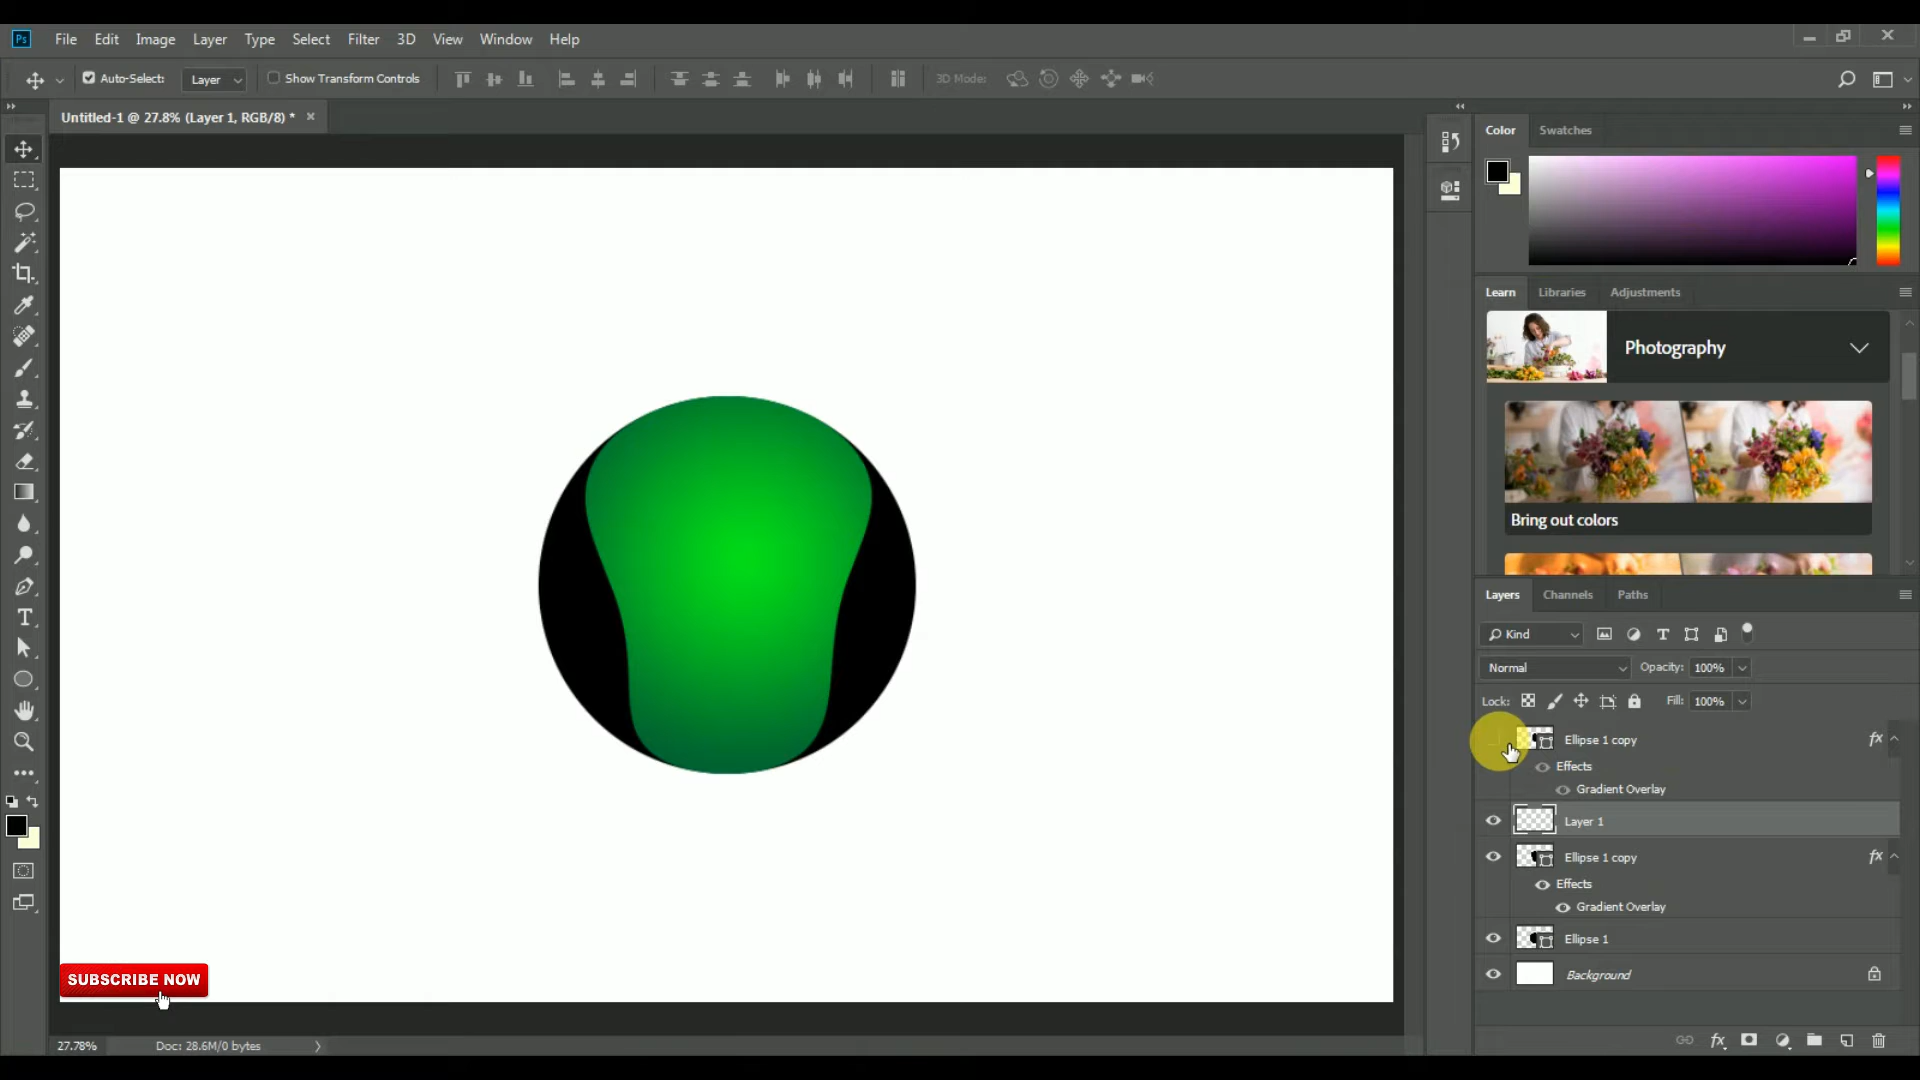 Ps File Edit Image Layer Type Select Filter 3D View Window Help
Auto-Select: Layer Show Transform Controls 3D Mode:
Untitled-1 @ 27.8% (Layer 1, RGB/8) *
Color Swatches
Learn Libraries Adjustments
Photography
Bring out colors
Layers Channels Paths
Kind
Normal Opacity: 100%
Lock: Fill: 100%
Ellipse 1 copy fx
Effects
Gradient Overlay
Layer 1
Ellipse 1 copy fx
Effects
Gradient Overlay
Ellipse 1
Background
SUBSCRIBE NOW
27.78% Doc: 28.6M/0 bytes
fx